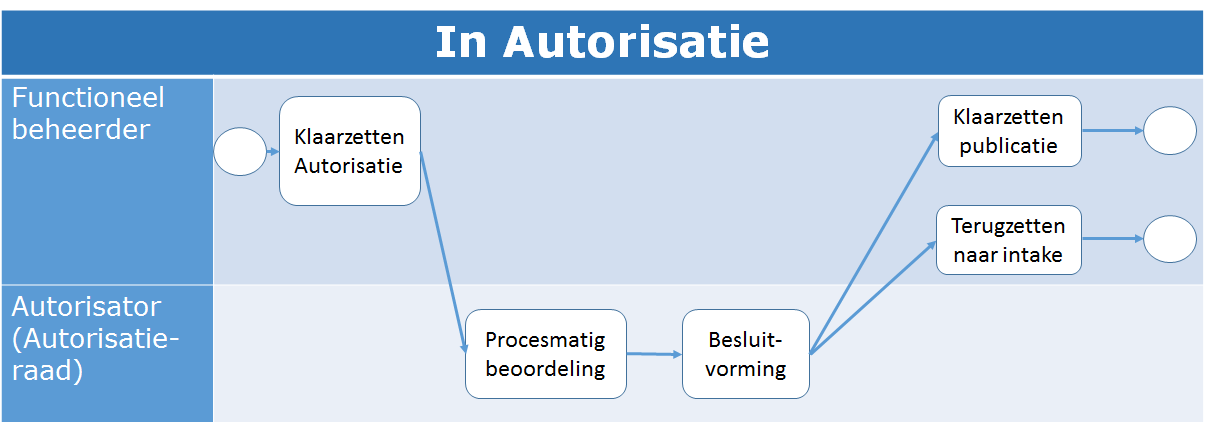 In Autorisatie
Functioneel
beheerder
Klaarzetten
Autorisatie
Klaarzetten
publicatie
Terugzetten
naar intake
Autorisator
(Autorisatie-
raad)
Procesmatig
beoordeling
Besluit-
vorming